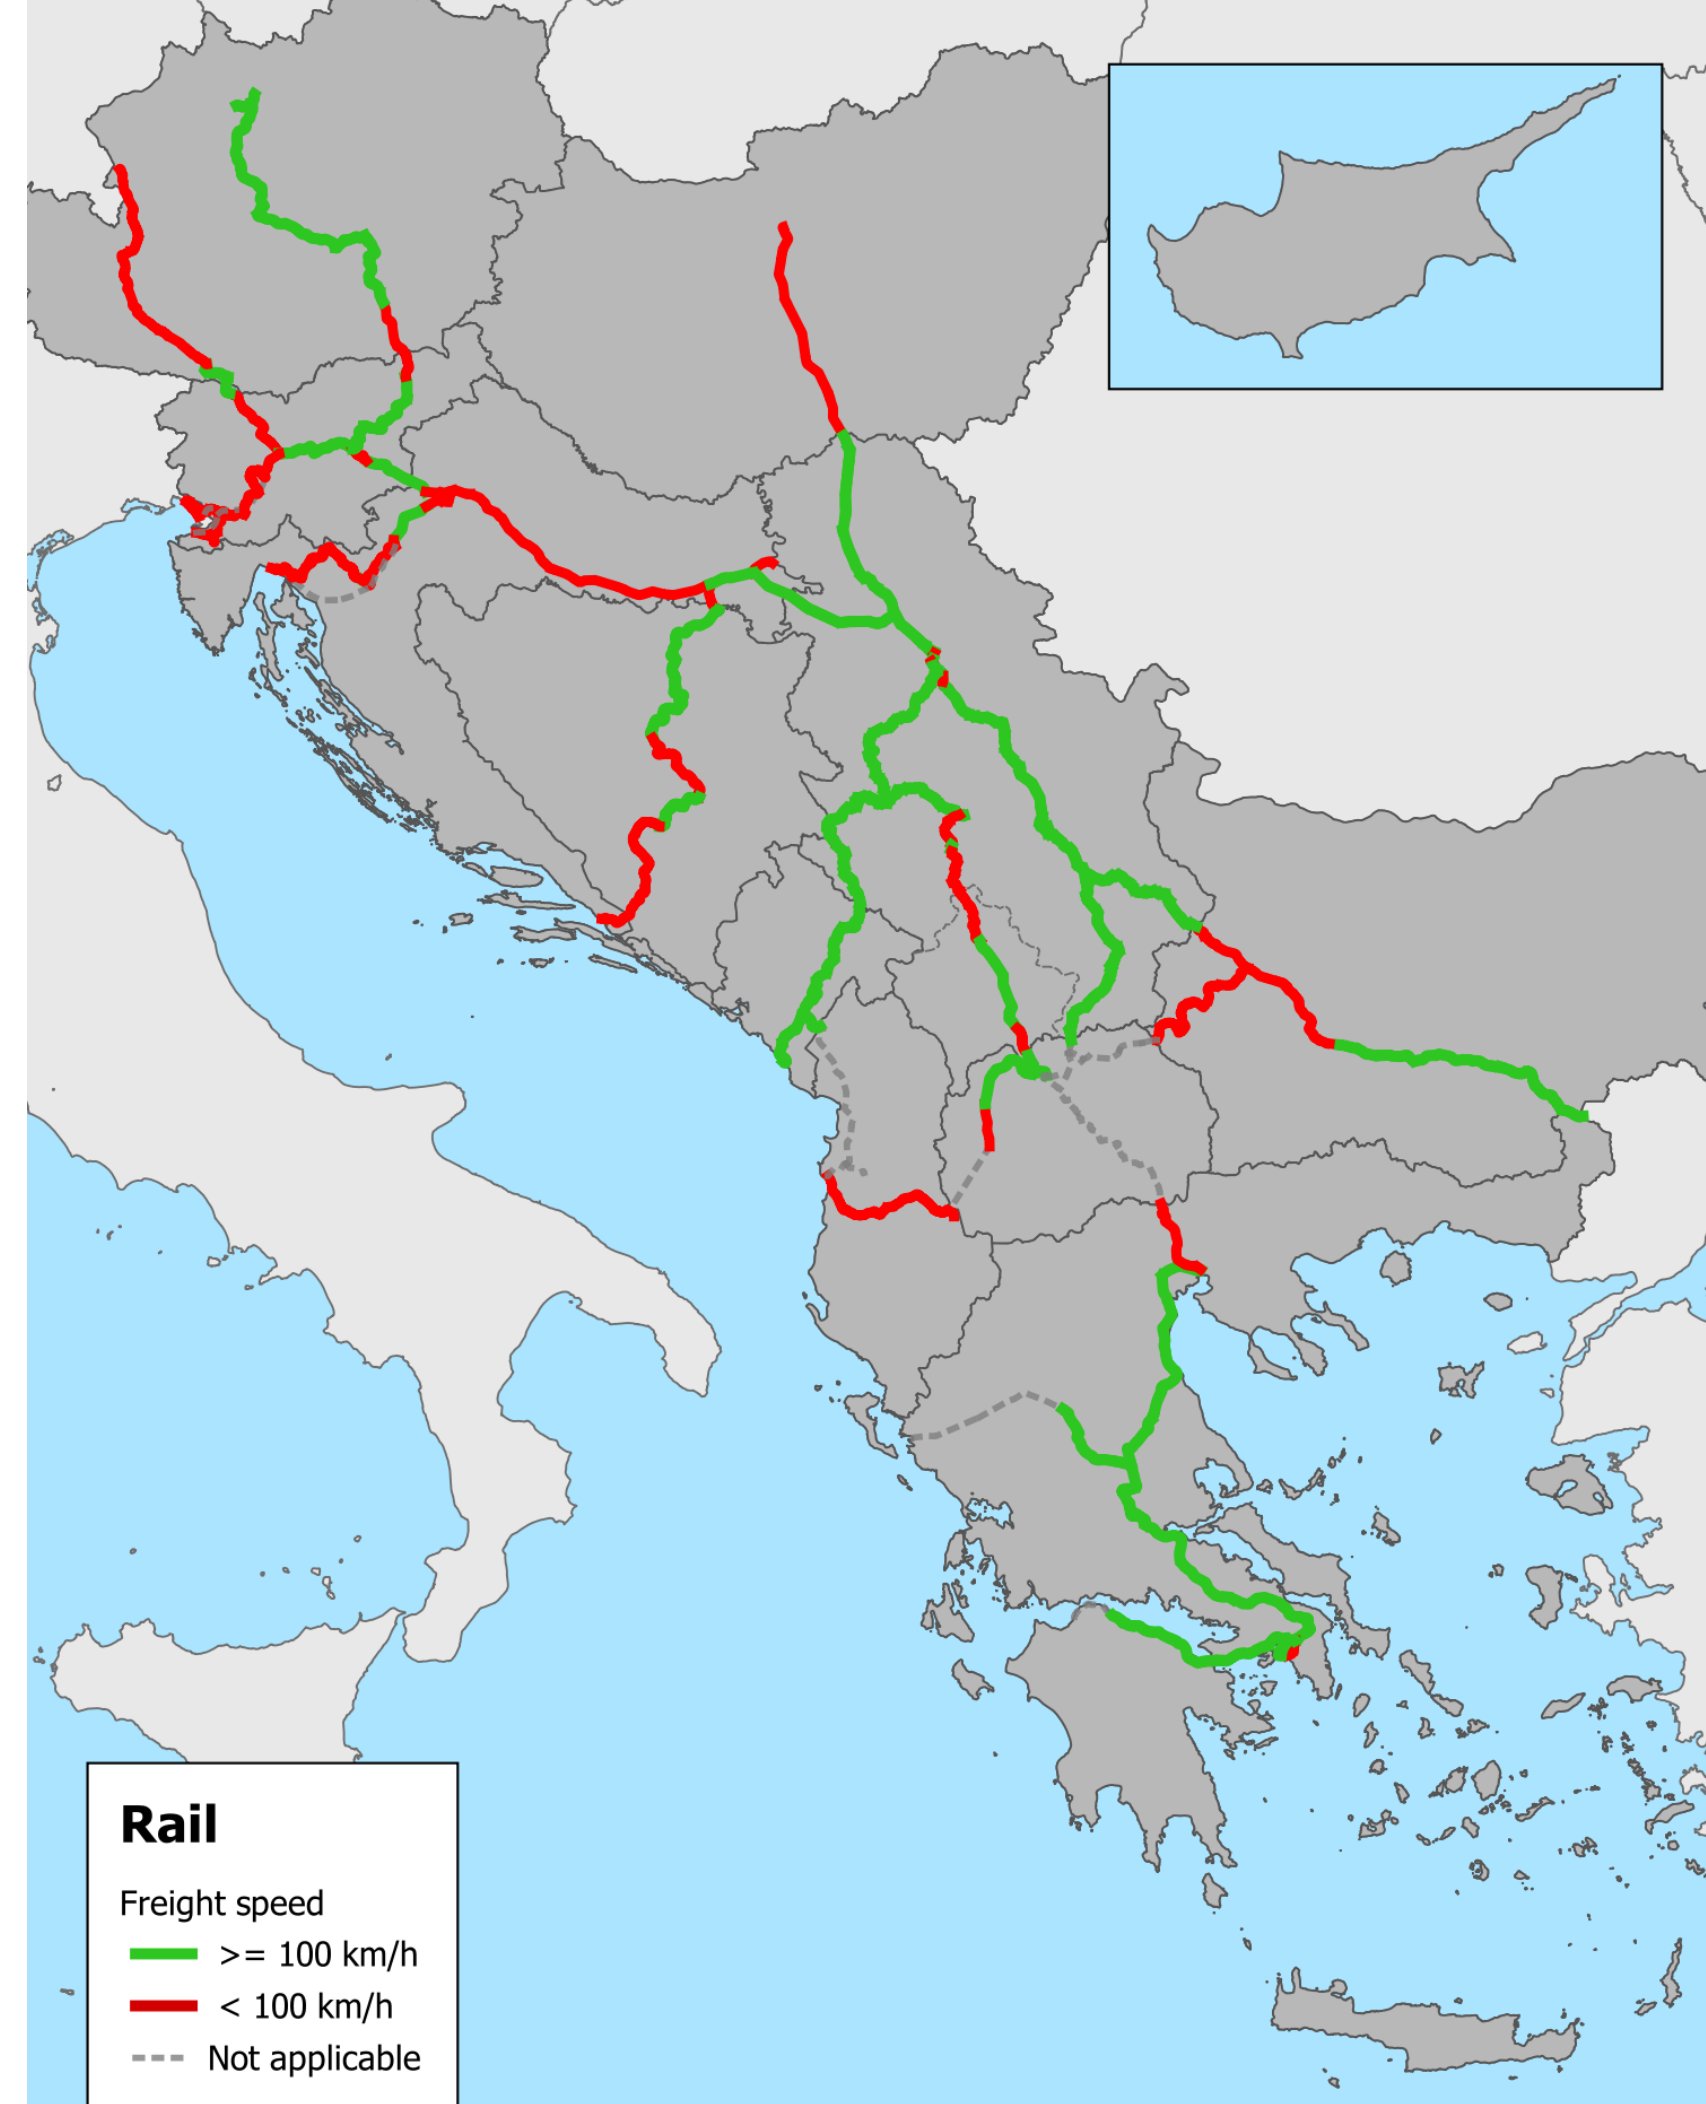 Rail
Freight speed
>= 100 km/h
< 100 km/h
Not applicable